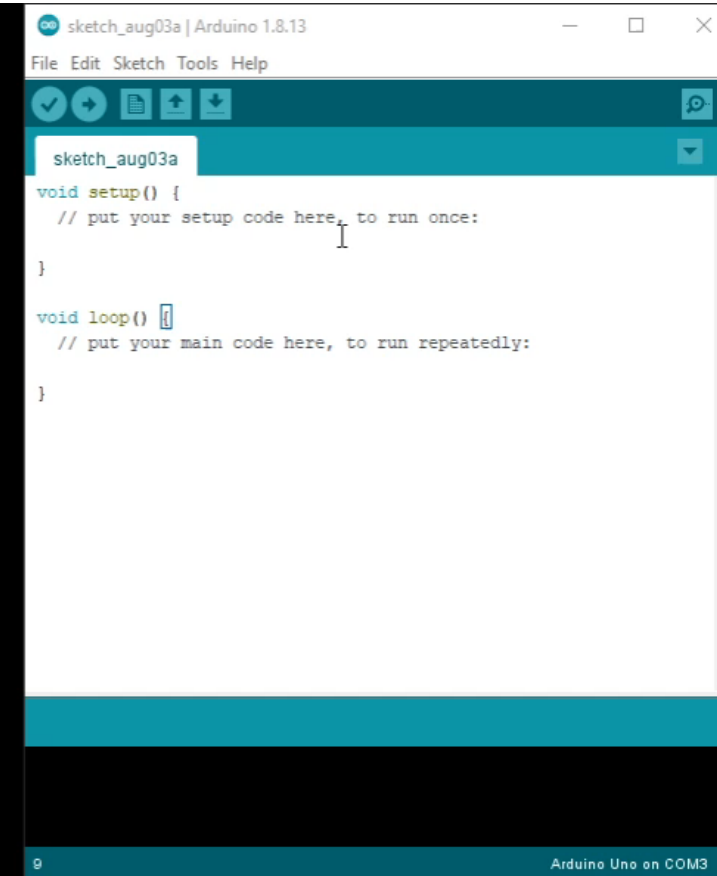 sketch_aug03a | Arduino 1.8.13
File Edit Sketch Tools Help
sketch_aug03a
void setup() {
  // put your setup code here, to run once:
}
void loop() {
  // put your main code here, to run repeatedly:
}
9
Arduino Uno on COM3